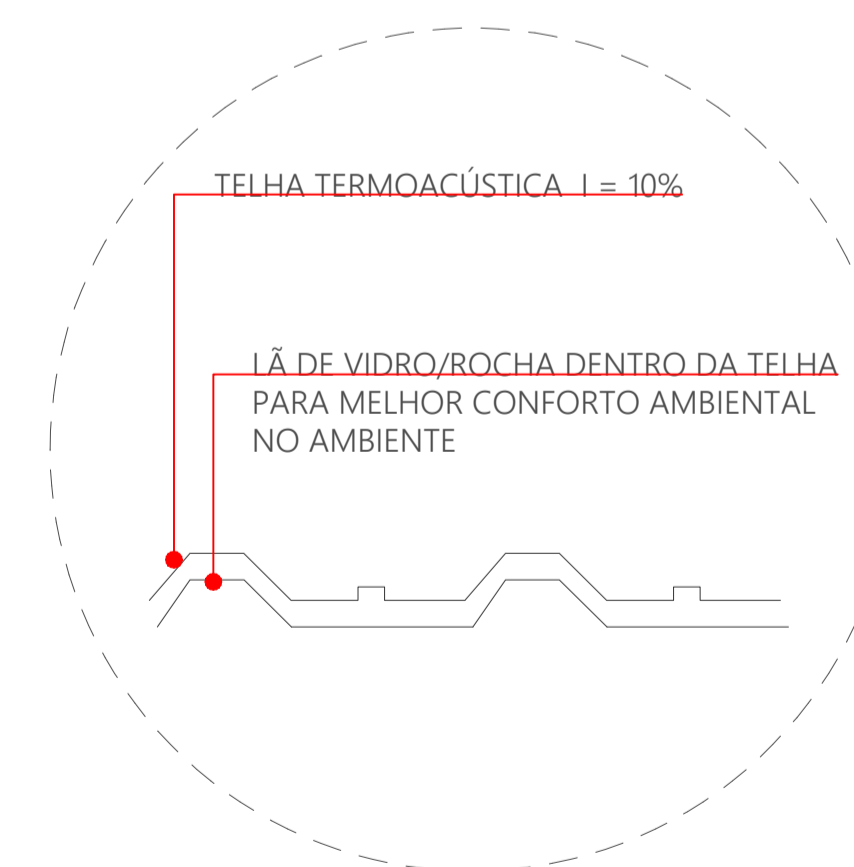 TELHA TERMOACÚSTICA I = 10%
LÃ DE VIDRO/ROCHA DENTRO DA TELHA
PARA MELHOR CONFORTO AMBIENTAL
NO AMBIENTE